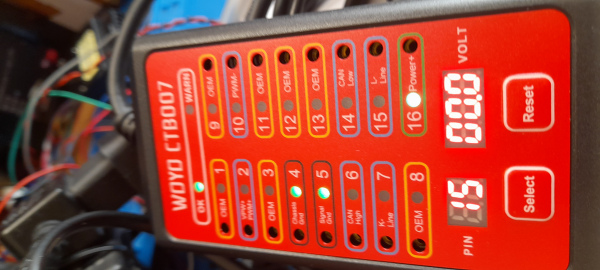 WOYO CTB007
OK
WARN
OEM 1
9 OEM
VPW+
PWM+ 2
10 PWM-
OEM 3
11 OEM
Chassis
Gnd 4
12 OEM
Signal
Gnd 5
13 OEM
CAN
High 6
14 CAN
Low
K-
Line 7
15 L-
Line
OEM 8
16 Power+
PIN 15
00.0 VOLT
Select
Reset